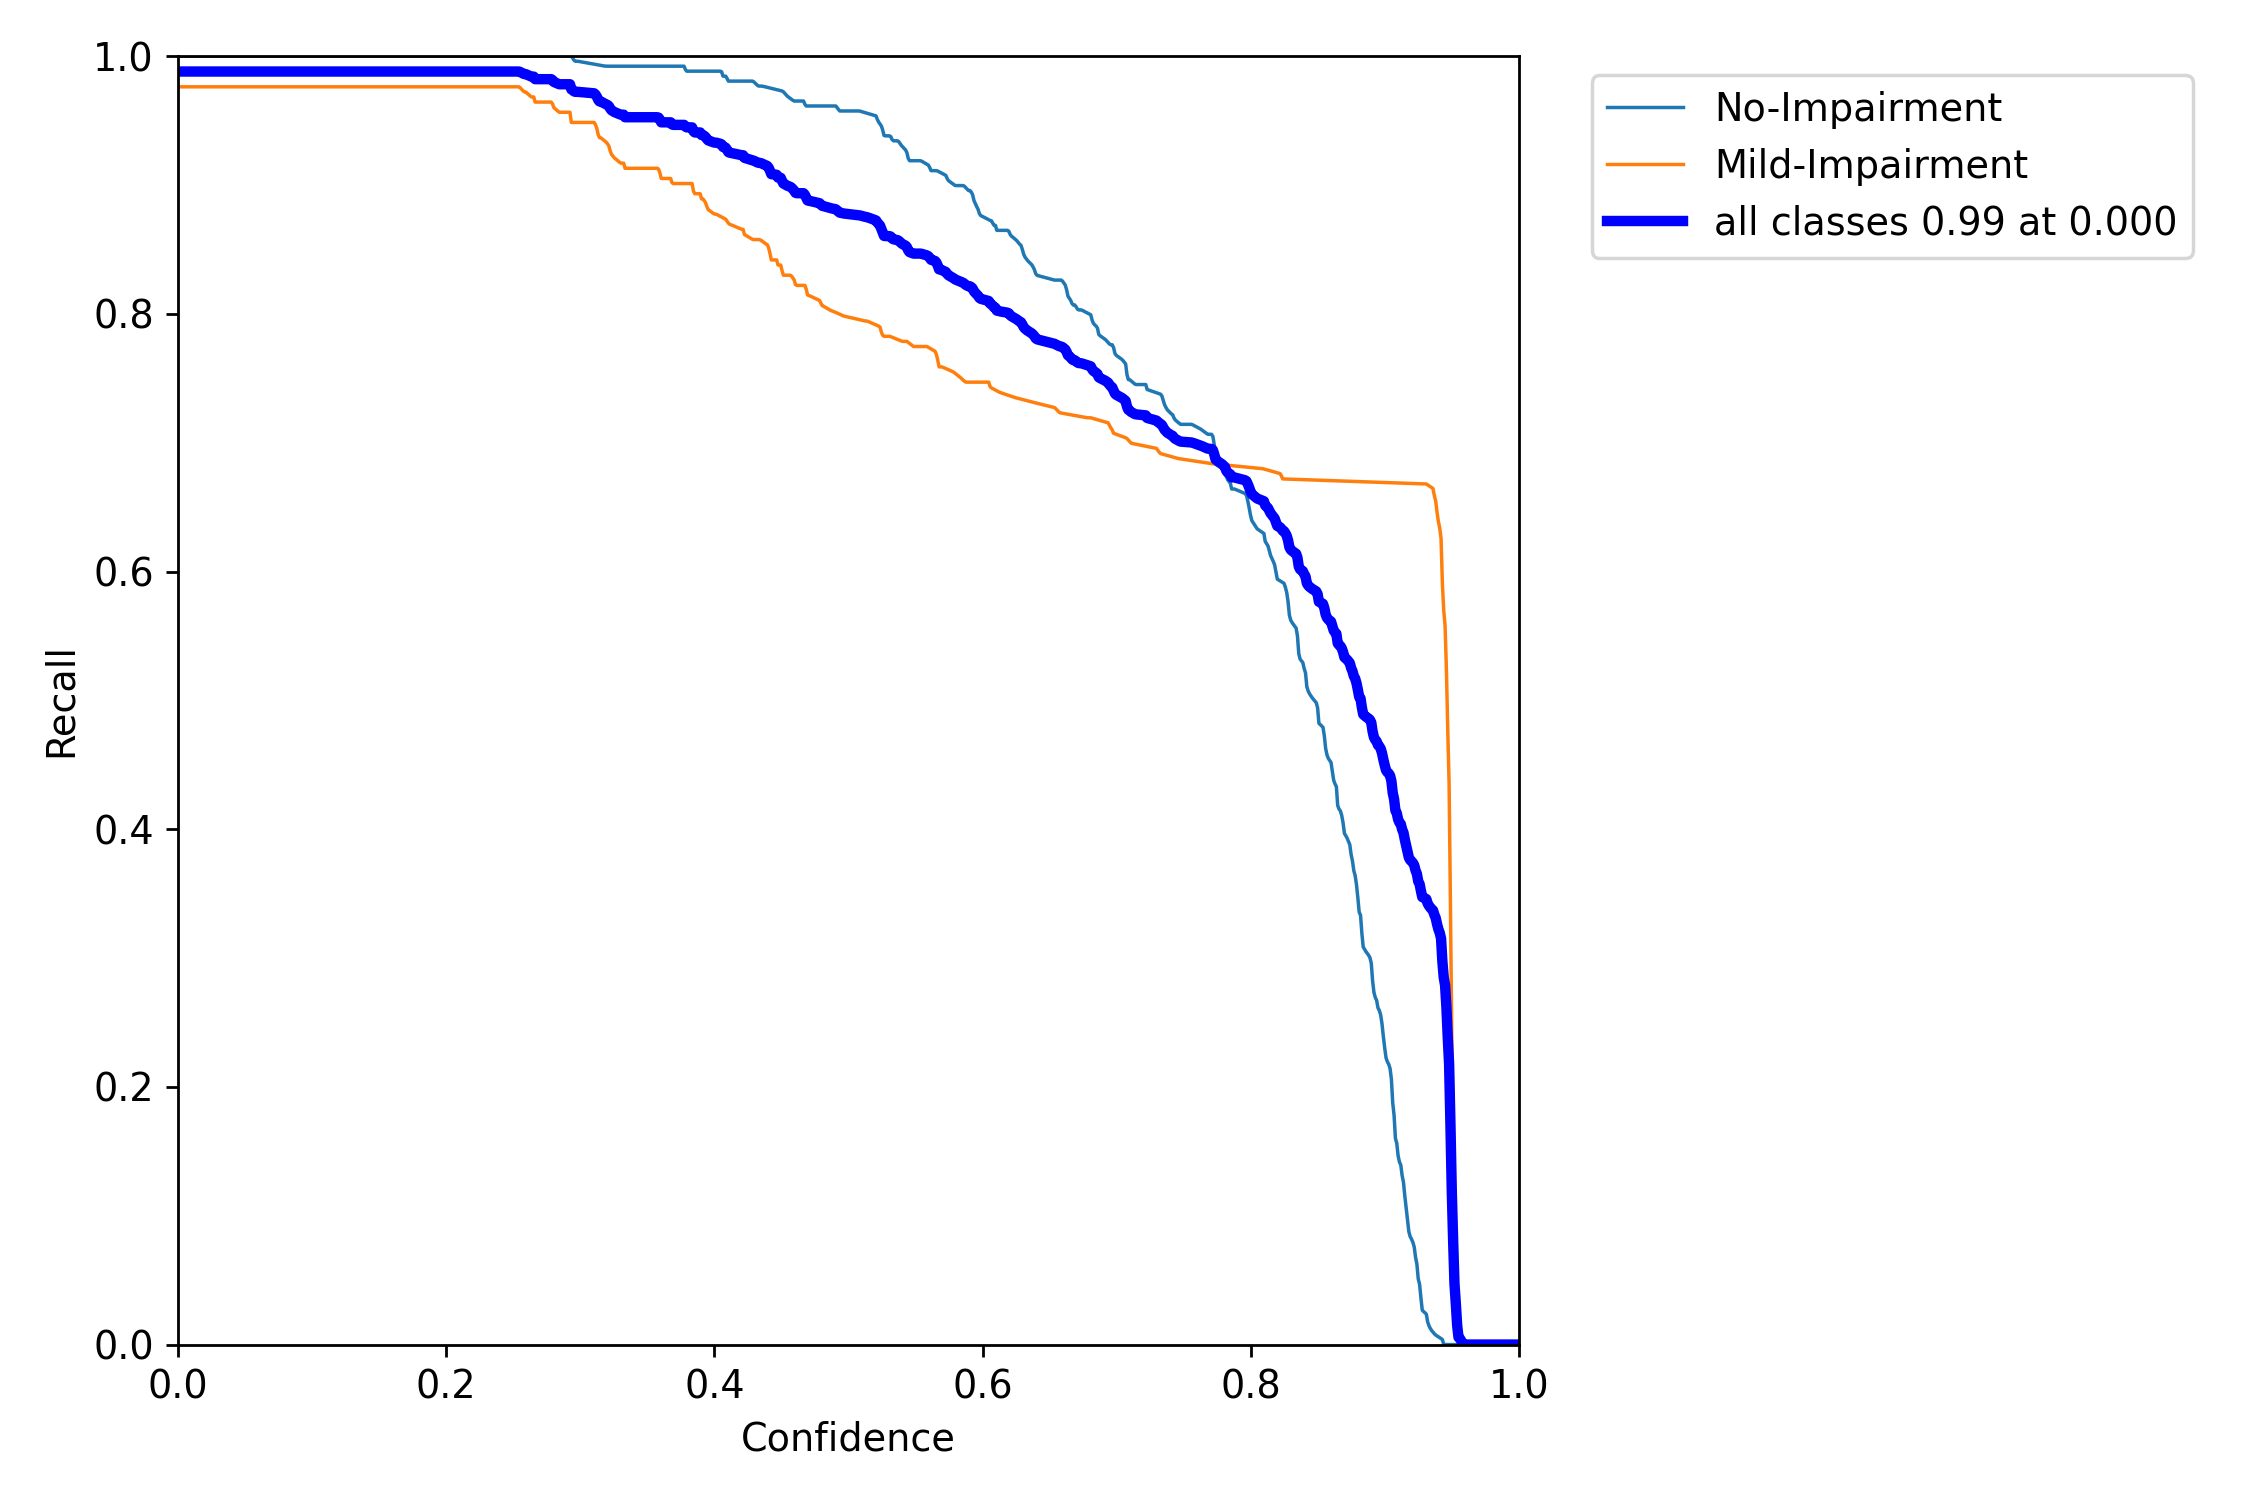 1.0
0.8
0.6
0.4
0.2
0.0
Recall
0.0 0.2 0.4 0.6 0.8 1.0
Confidence
No-Impairment
Mild-Impairment
all classes 0.99 at 0.000